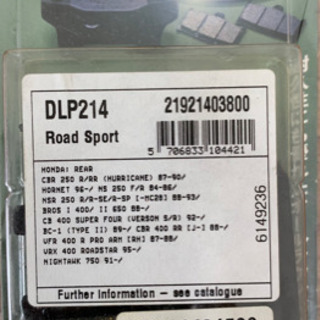 DLP214 21921403800
Road Sport
5 706833 104421
HONDA: REAR
CBR 250 R/RR (HURRICANE) 87-90/
HORNET 96-/ NS 250 F/R 84-86/
NSR 250 R/R-SE/R-SP [-MC28] 88-93/
BROS I 400/ II 650 88-/
CB 400 SUPER FOUR (VERSON S/R) 92-/
BC-1 (TYPE II) 89-/ CBR 400 RR [J-] 88-/
VFR 400 R PRO ARM [RH] 87-88/
VRX 400 ROADSTAR 95-/
NIGHTHAWK 750 91-/
6149236
Further information - see catalogue